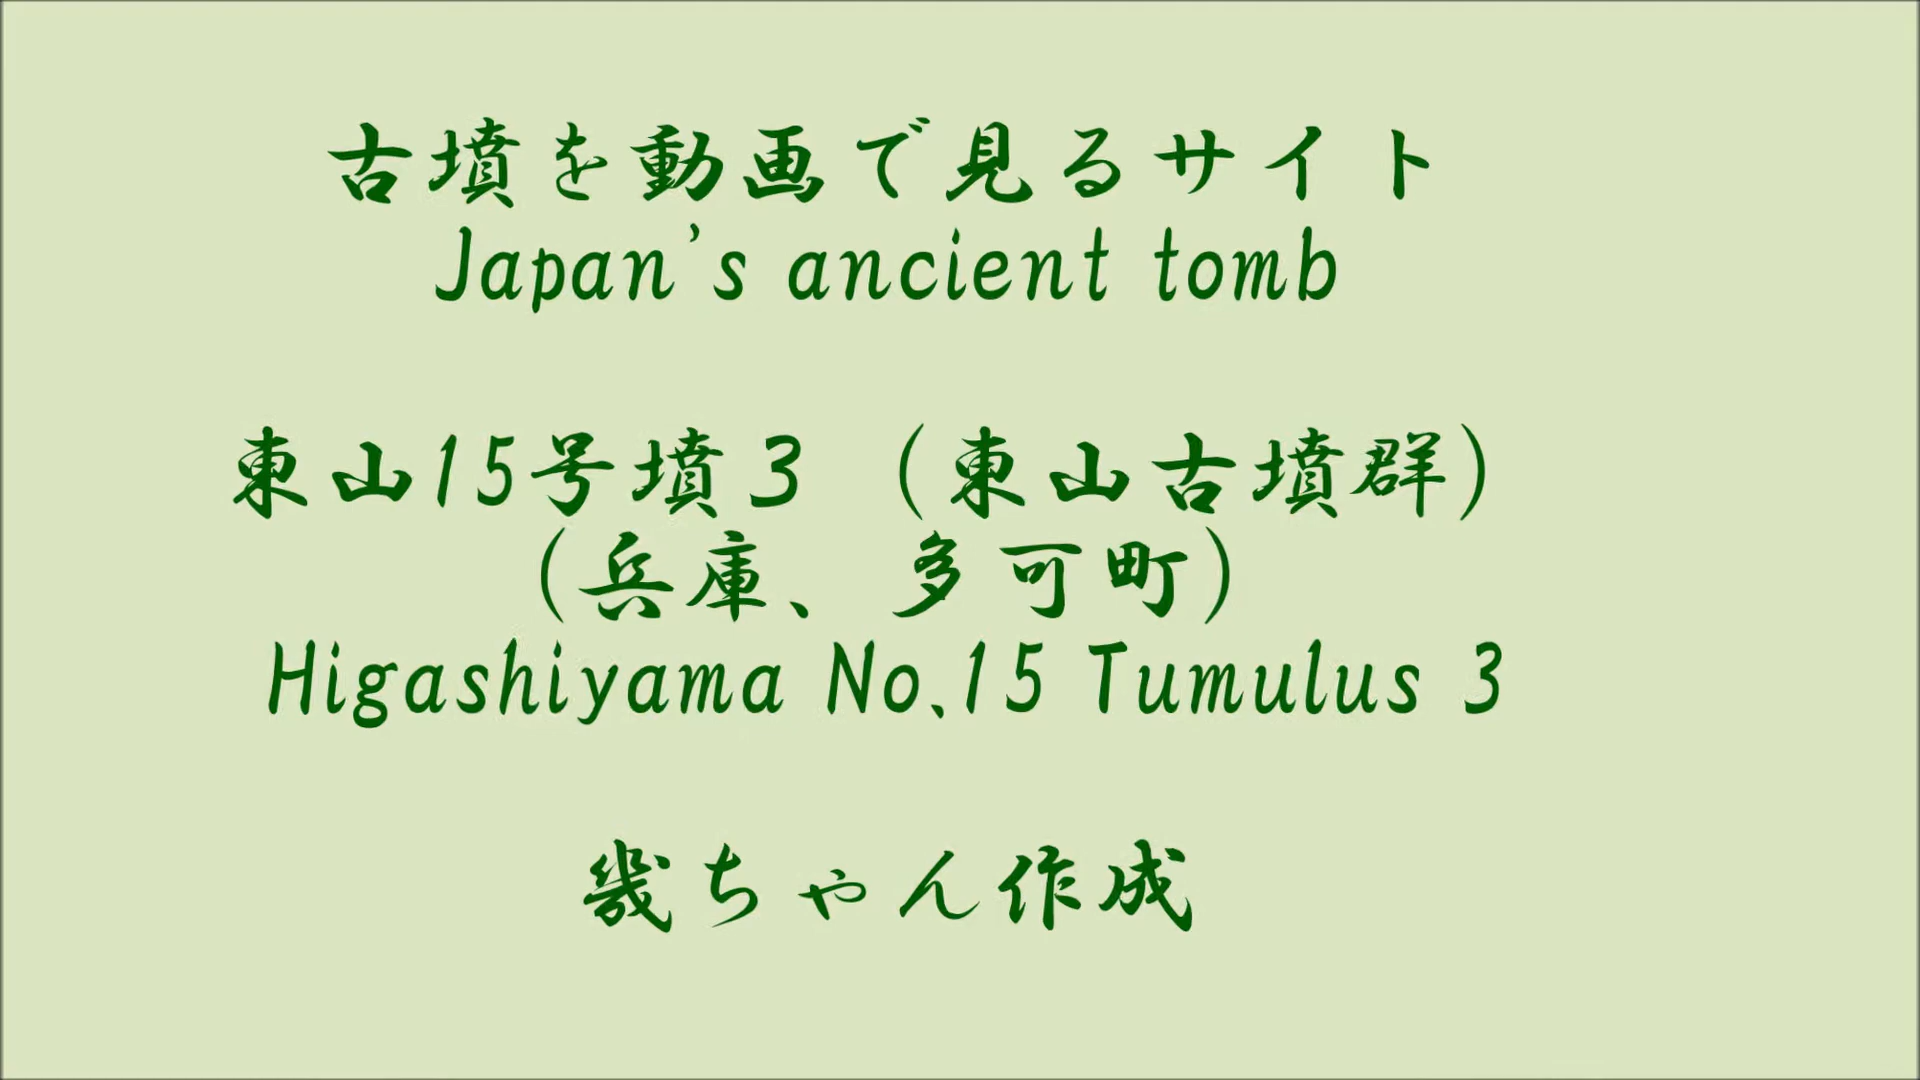 古墳を動画で見るサイト
Japan's ancient tomb
東山15号墳３（東山古墳群）
（兵庫、多可町）
Higashiyama No.15 Tumulus 3
幾ちゃん作成